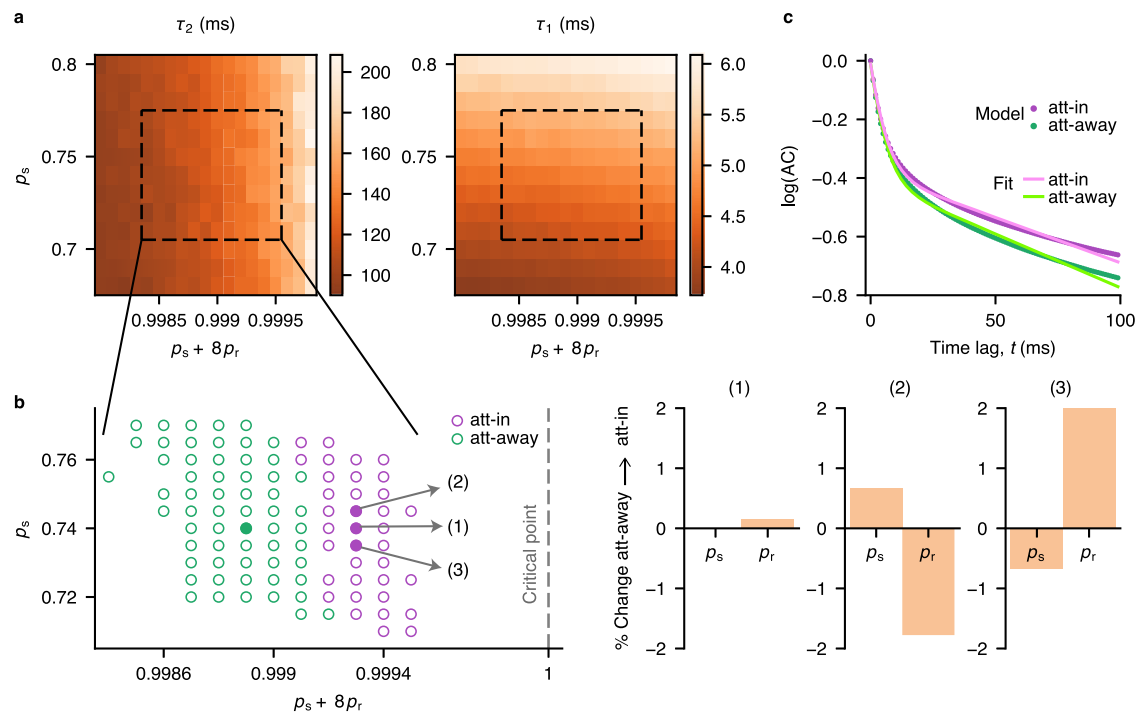 a
τ2 (ms)
0.8
0.75
0.7
ps
0.9985 0.999 0.9995
ps + 8pr
200
180
160
140
120
100
τ1 (ms)
0.8
0.75
0.7
0.9985 0.999 0.9995
ps + 8pr
6.0
5.5
5.0
4.5
4.0
c
0.0
−0.2
−0.4
−0.6
−0.8
log(AC)
Model
att-in
att-away
Fit
att-in
att-away
0 50 100
Time lag, t (ms)
b
att-in
att-away
0.76
0.74
0.72
ps
(2)
(1)
(3)
Critical point
0.9986 0.999 0.9994 1
ps + 8pr
% Change att-away → att-in
(1)
2
1
0
−1
−2
ps pr
(2)
2
1
0
−1
−2
ps pr
(3)
2
1
0
−1
−2
ps pr